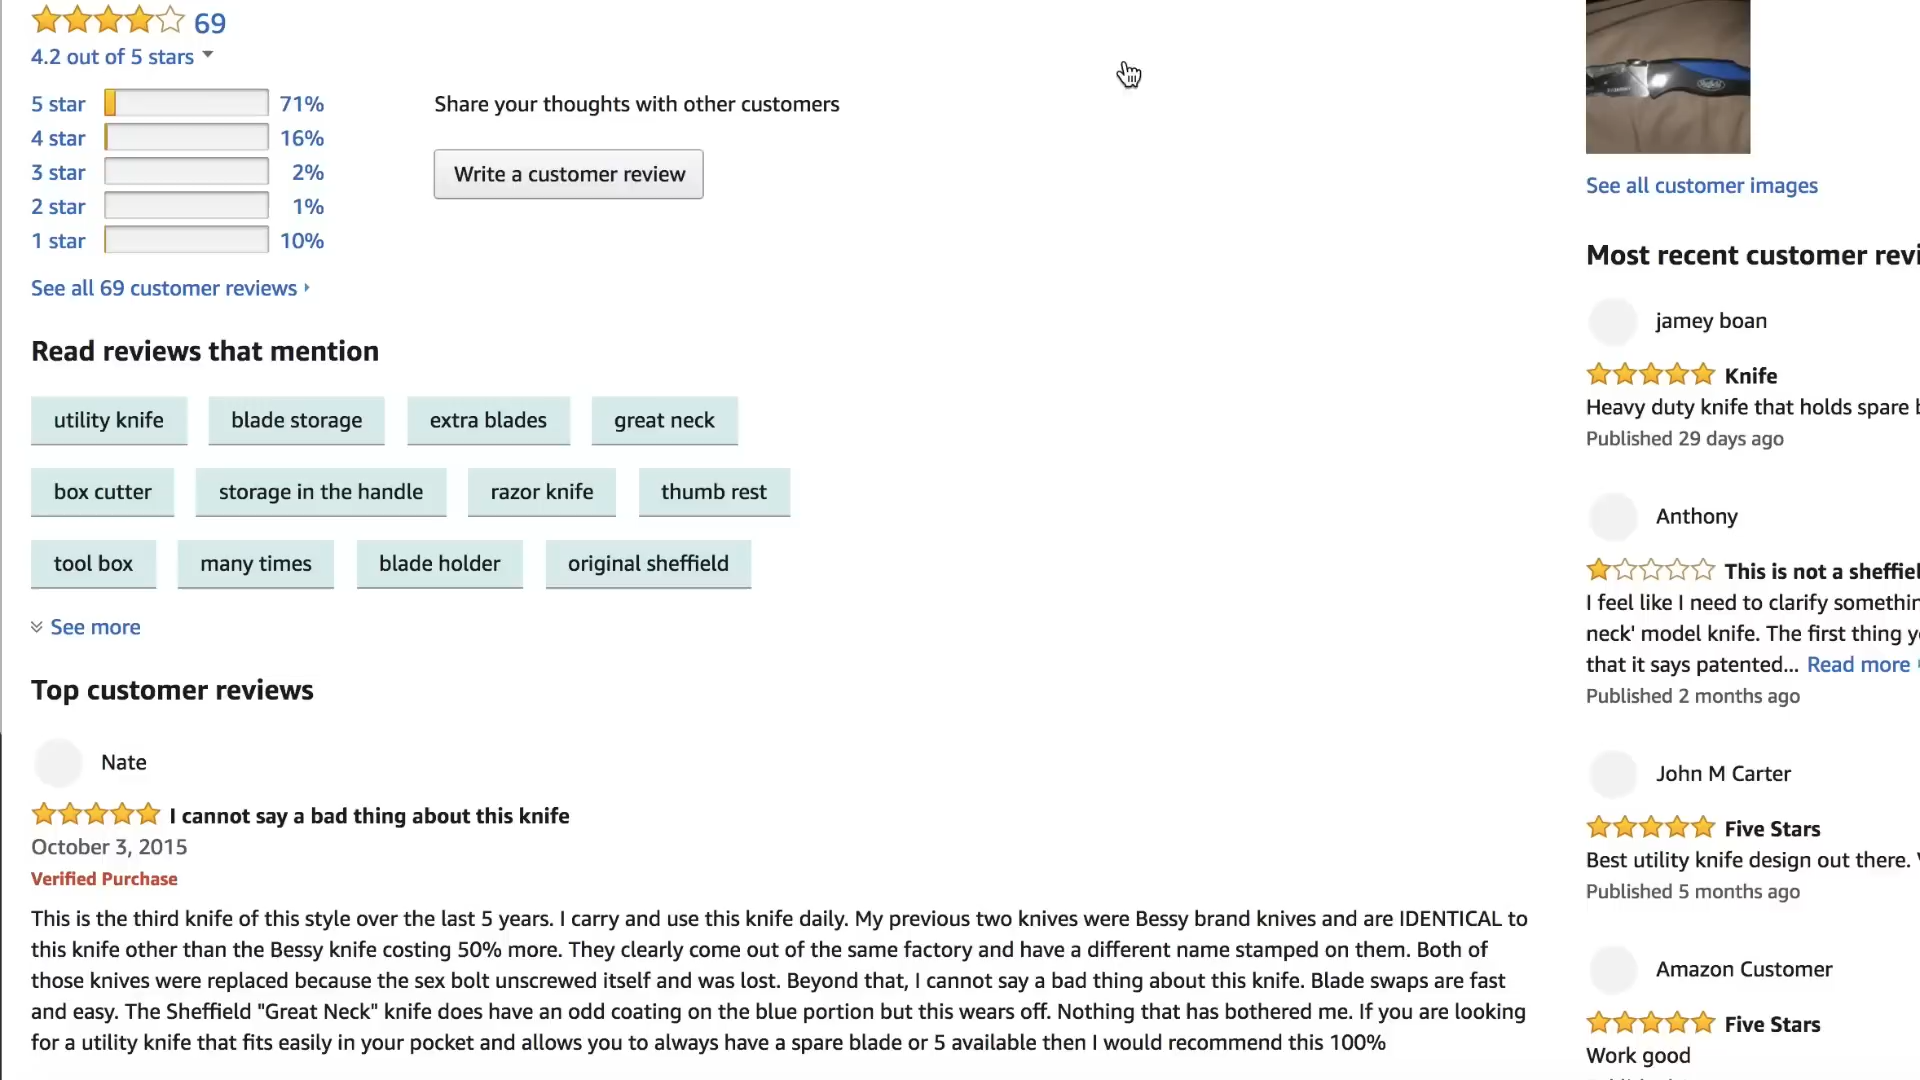 69
4.2 out of 5 stars
5 star 71%
4 star 16%
3 star 2%
2 star 1%
1 star 10%
See all 69 customer reviews
Share your thoughts with other customers
Write a customer review
Read reviews that mention
utility knife blade storage extra blades great neck
box cutter storage in the handle razor knife thumb rest
tool box many times blade holder original sheffield
See more
Top customer reviews
Nate
I cannot say a bad thing about this knife
October 3, 2015
Verified Purchase
This is the third knife of this style over the last 5 years. I carry and use this knife daily. My previous two knives were Bessy brand knives and are IDENTICAL to
this knife other than the Bessy knife costing 50% more. They clearly come out of the same factory and have a different name stamped on them. Both of
those knives were replaced because the sex bolt unscrewed itself and was lost. Beyond that, I cannot say a bad thing about this knife. Blade swaps are fast
and easy. The Sheffield "Great Neck" knife does have an odd coating on the blue portion but this wears off. Nothing that has bothered me. If you are looking
for a utility knife that fits easily in your pocket and allows you to always have a spare blade or 5 available then I would recommend this 100%
See all customer images
Most recent customer revi
jamey boan
Knife
Heavy duty knife that holds spare b
Published 29 days ago
Anthony
This is not a sheffiel
I feel like I need to clarify somethin
neck' model knife. The first thing y
that it says patented... Read more
Published 2 months ago
John M Carter
Five Stars
Best utility knife design out there.
Published 5 months ago
Amazon Customer
Five Stars
Work good